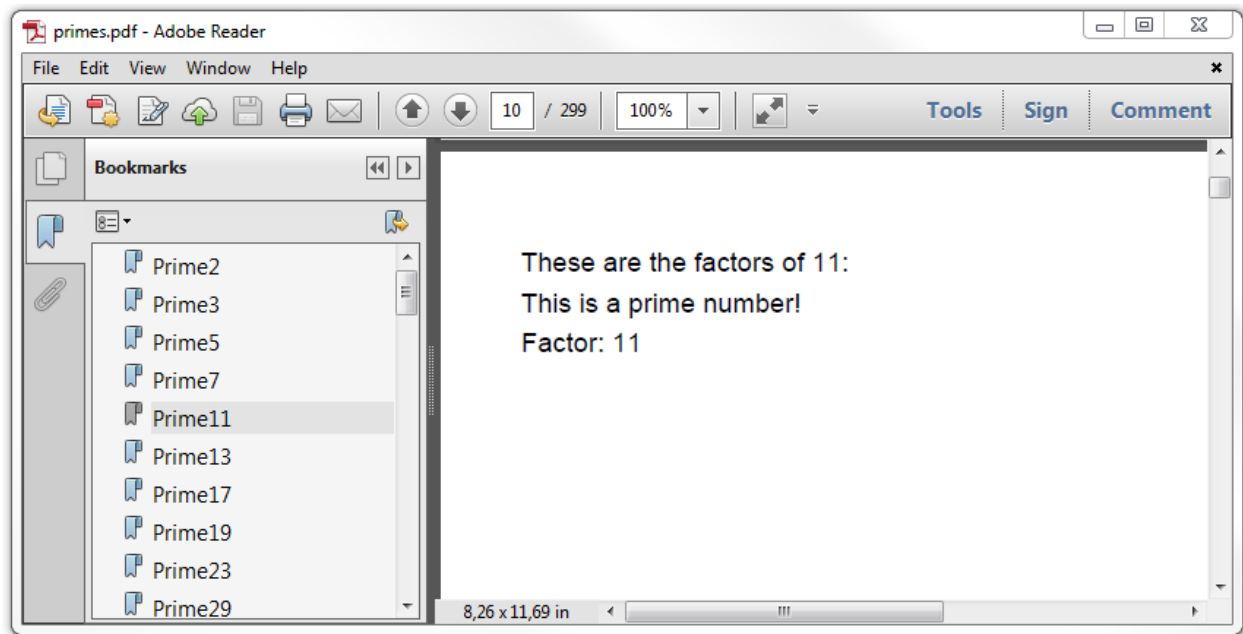 primes.pdf - Adobe Reader
File Edit View Window Help
10 / 299 100% Tools Sign Comment
Bookmarks
Prime2
Prime3
Prime5
Prime7
Prime11
Prime13
Prime17
Prime19
Prime23
Prime29
These are the factors of 11:
This is a prime number!
Factor: 11
8,26 x 11,69 in